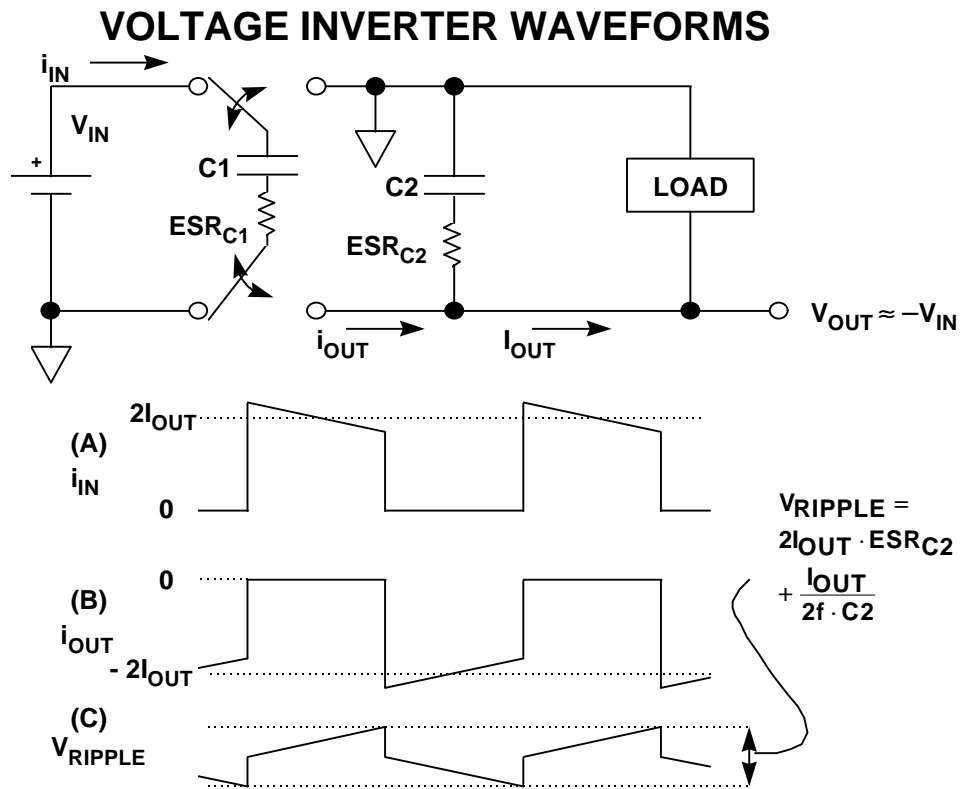 VOLTAGE INVERTER WAVEFORMS
iIN
VIN
+
C1
ESRC1
C2
ESRC2
LOAD
iOUT
IOUT
VOUT ≈ −VIN
2IOUT
(A)
iIN
0
VRIPPLE =
2IOUT · ESRC2
+ IOUT
2f · C2
0
(B)
iOUT
- 2IOUT
(C)
VRIPPLE